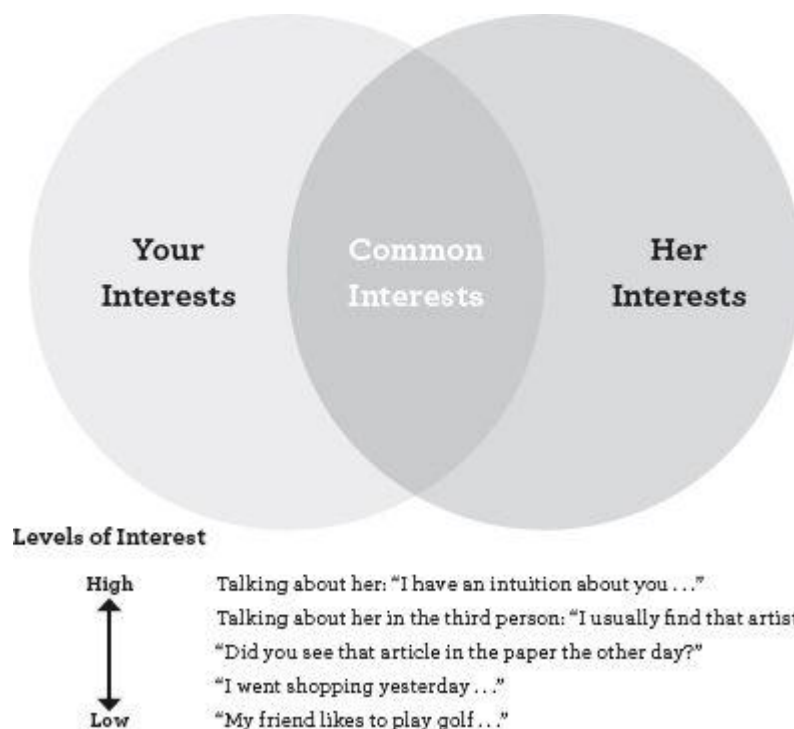 Your
Interests
Common
Interests
Her
Interests
Levels of Interest
High
Talking about her: “I have an intuition about you . . .”
Talking about her in the third person: “I usually find that artist
“Did you see that article in the paper the other day?”
“I went shopping yesterday . . .”
Low
“My friend likes to play golf . . .”